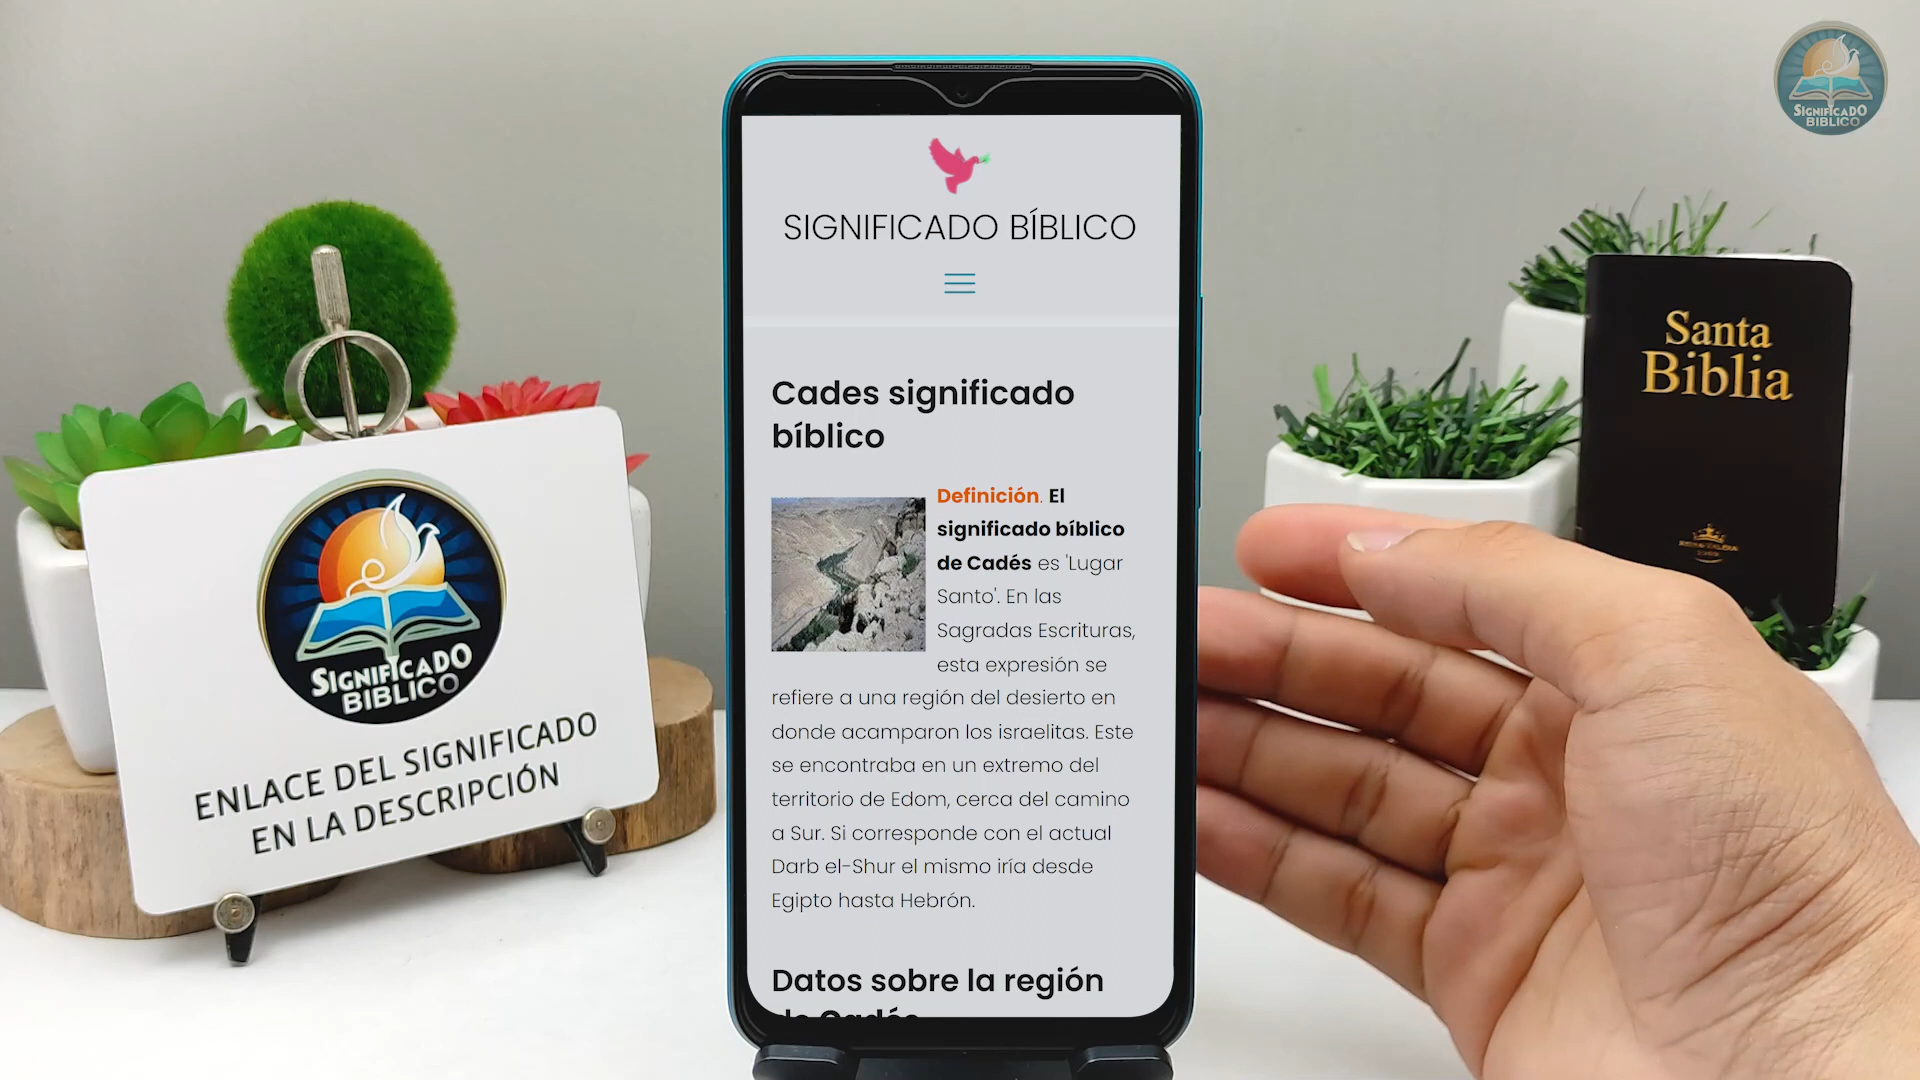 SIGNIFICADO
BIBLICO
SIGNIFICADO BÍBLICO
Cades significado
bíblico
Definición. El
significado bíblico
de Cadés es 'Lugar
Santo'. En las
Sagradas Escrituras,
esta expresión se
refiere a una región del desierto en
donde acamparon los israelitas. Este
se encontraba en un extremo del
territorio de Edom, cerca del camino
a Sur. Si corresponde con el actual
Darb el-Shur el mismo iría desde
Egipto hasta Hebrón.
Datos sobre la región
de Cadés
SIGNIFICADO
BIBLICO
ENLACE DEL SIGNIFICADO
EN LA DESCRIPCIÓN
Santa
Biblia
REINA-VALERA